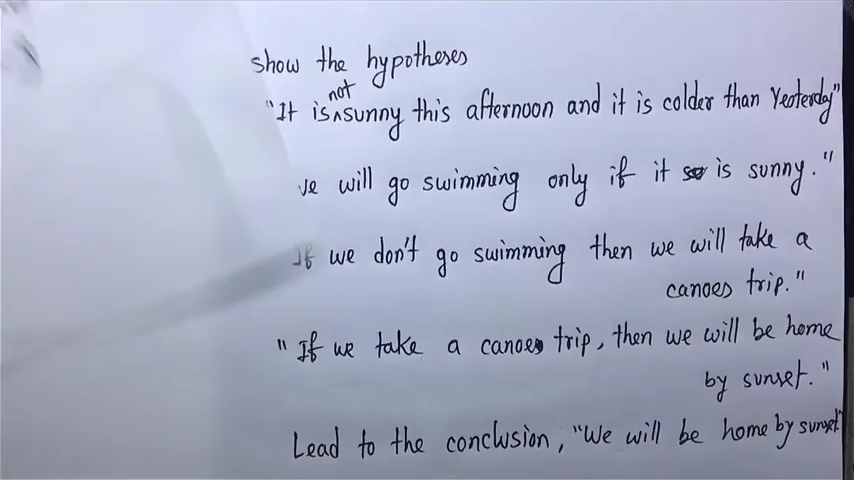 show the hypotheses
"It is not sunny this afternoon and it is colder than Yesterday"
will go swimming only if it is sunny."
If we don't go swimming then we will take a
canoes trip."
"If we take a canoe trip, then we will be home
by sunset."
Lead to the conclusion, "We will be home by sunset"